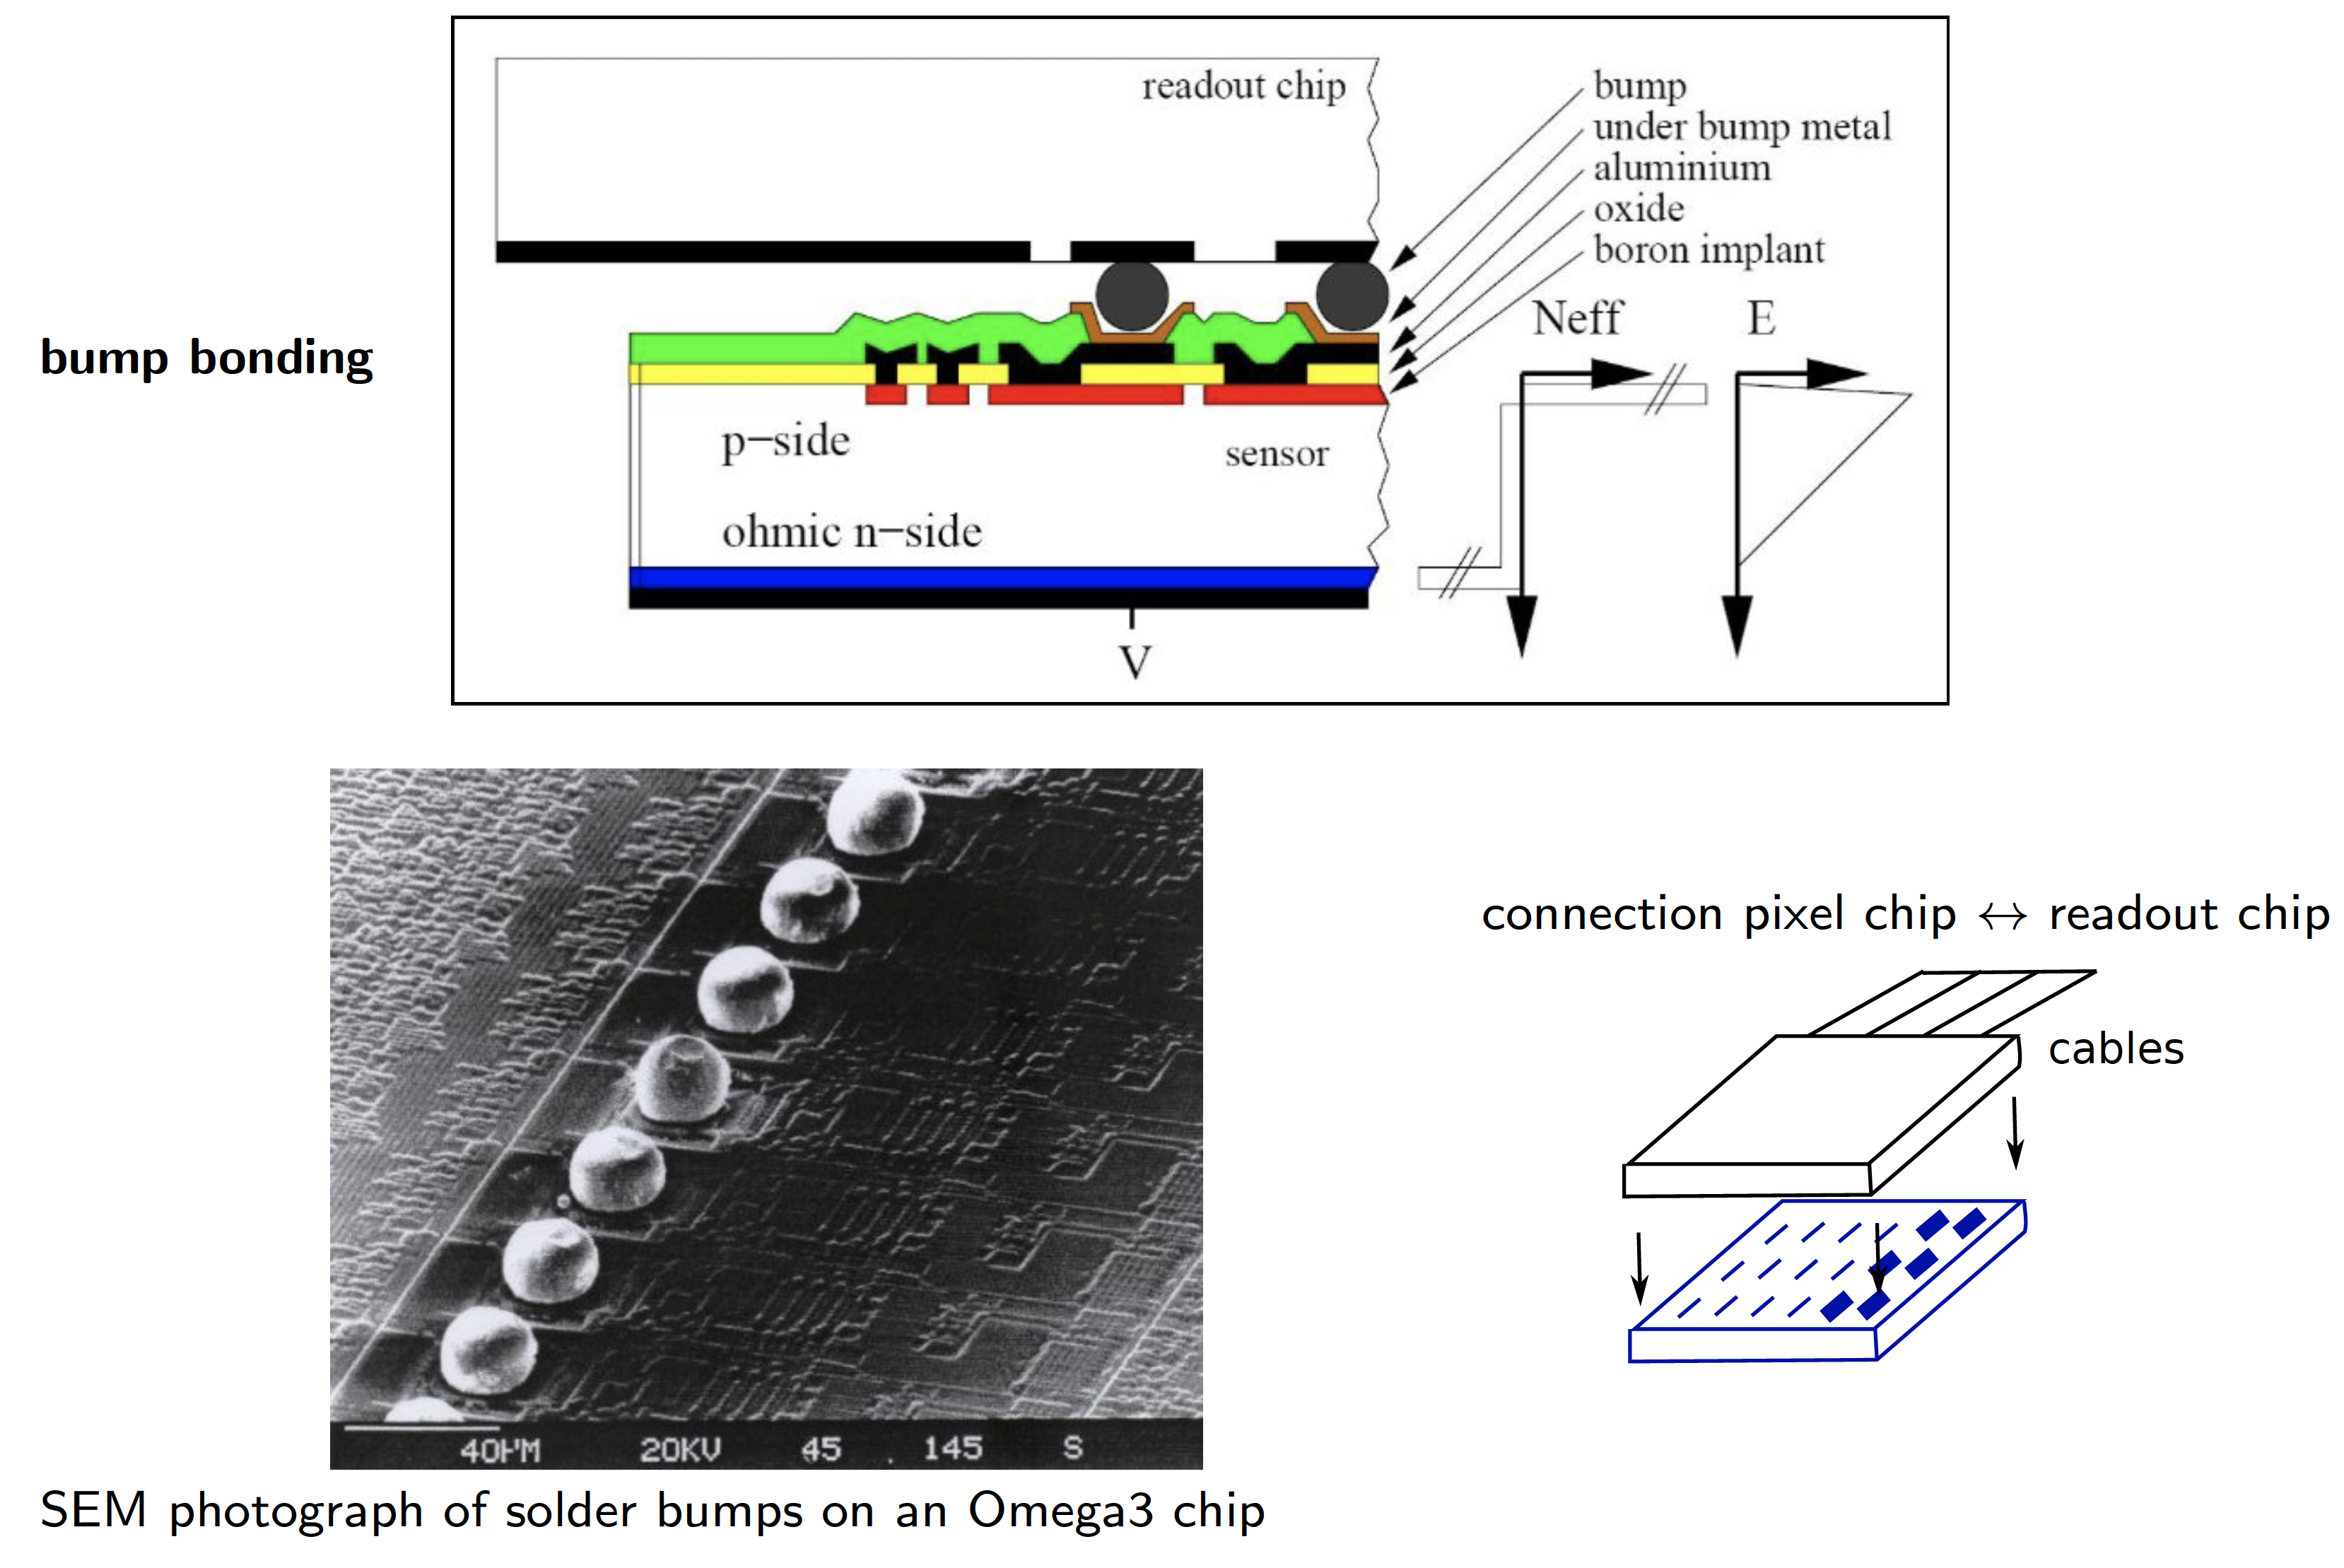 readout chip
bump
under bump metal
aluminium
oxide
boron implant
Neff
E
bump bonding
p−side
sensor
ohmic n−side
V
connection pixel chip ↔ readout chip
cables
40µM 20KV 45 . 145 S
SEM photograph of solder bumps on an Omega3 chip